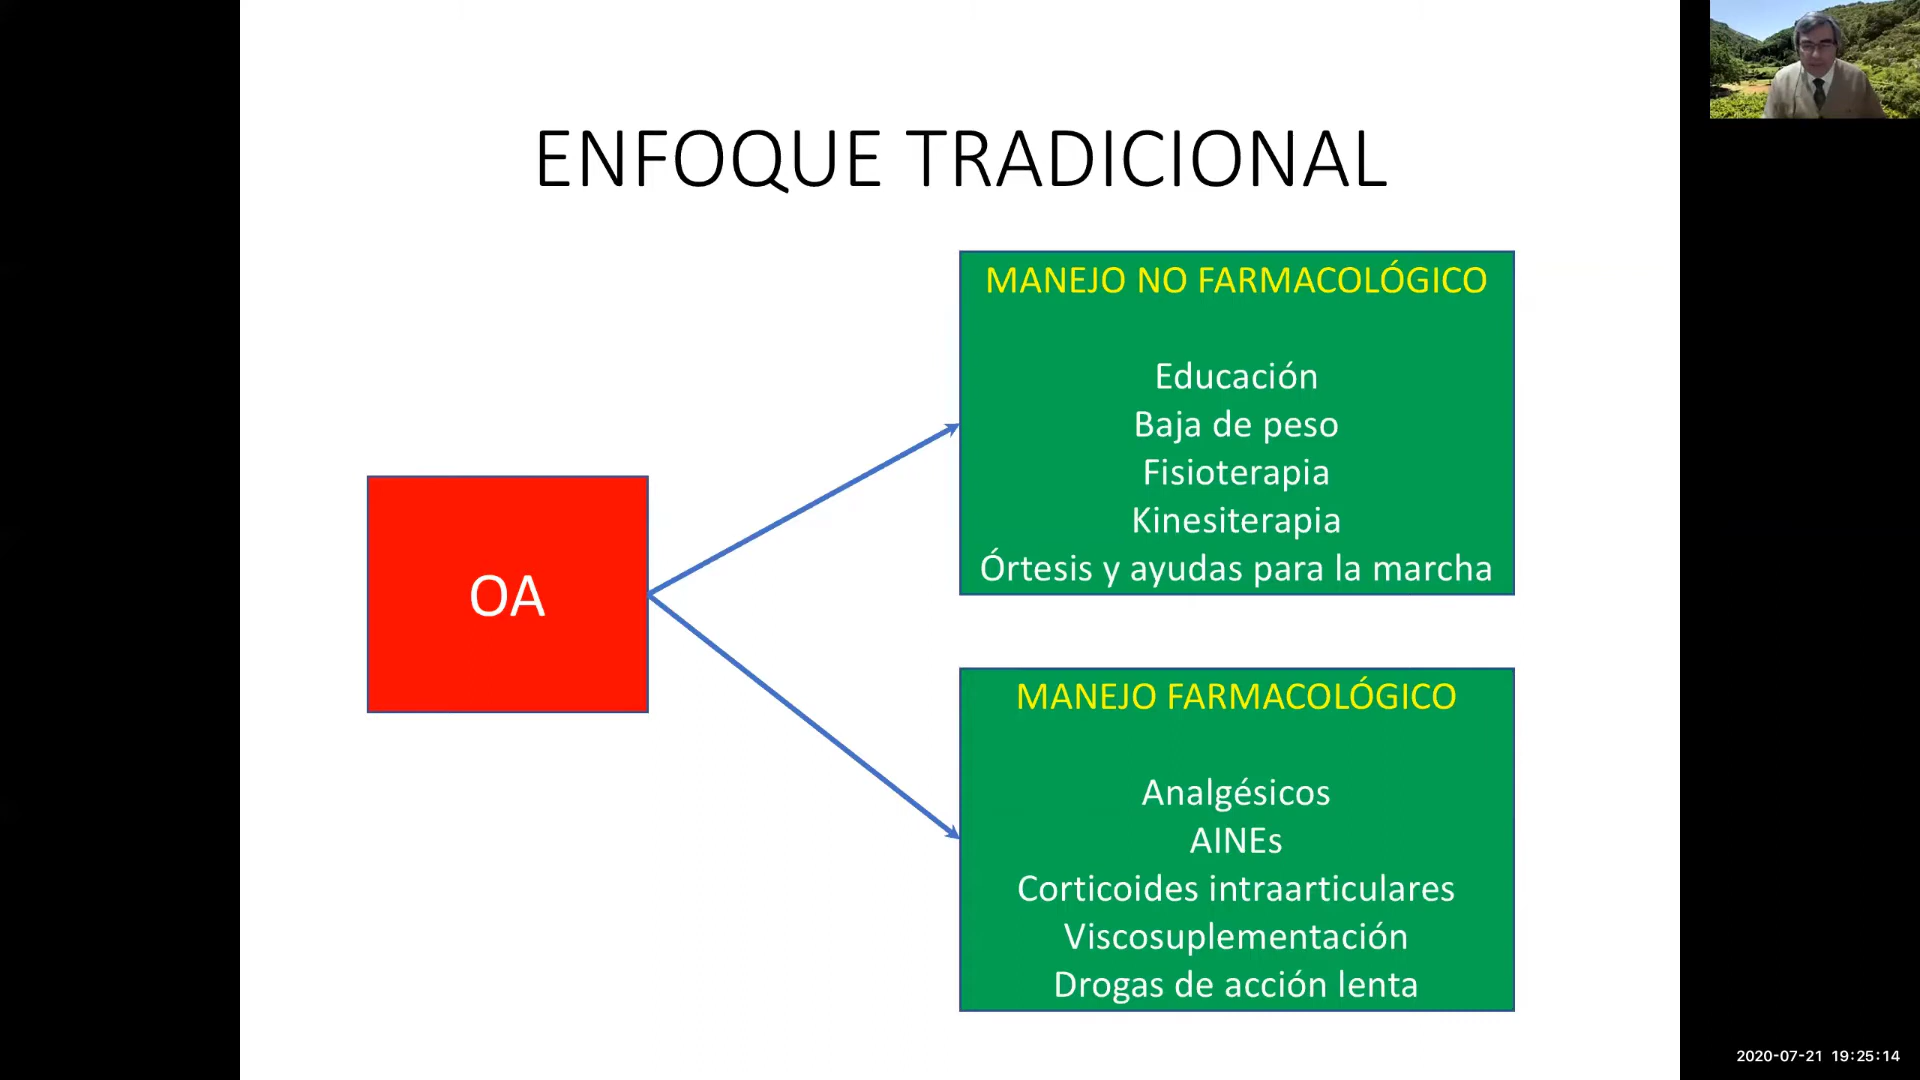 ENFOQUE TRADICIONAL
MANEJO NO FARMACOLÓGICO
Educación
Baja de peso
Fisioterapia
Kinesiterapia
Órtesis y ayudas para la marcha
OA
MANEJO FARMACOLÓGICO
Analgésicos
AINEs
Corticoides intraarticulares
Viscosuplementación
Drogas de acción lenta
2020-07-21 19:25:14